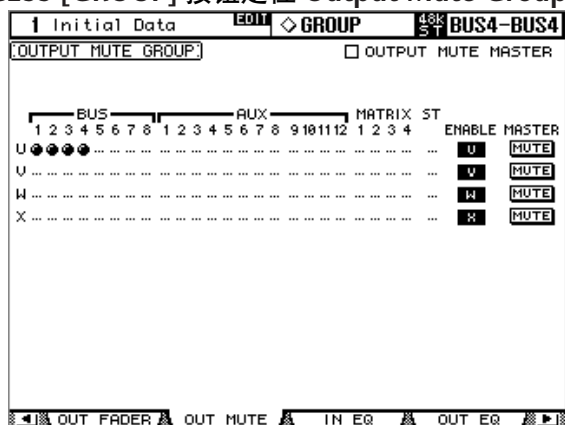 1 Initial Data EDIT ◇GROUP 48k ST BUS4-BUS4
OUTPUT MUTE GROUP
□ OUTPUT MUTE MASTER
BUS AUX MATRIX ST
1 2 3 4 5 6 7 8 1 2 3 4 5 6 7 8 9 10 11 12 1 2 3 4 ENABLE MASTER
U U MUTE
V V MUTE
W W MUTE
X X MUTE
OUT FADER OUT MUTE IN EQ OUT EQ